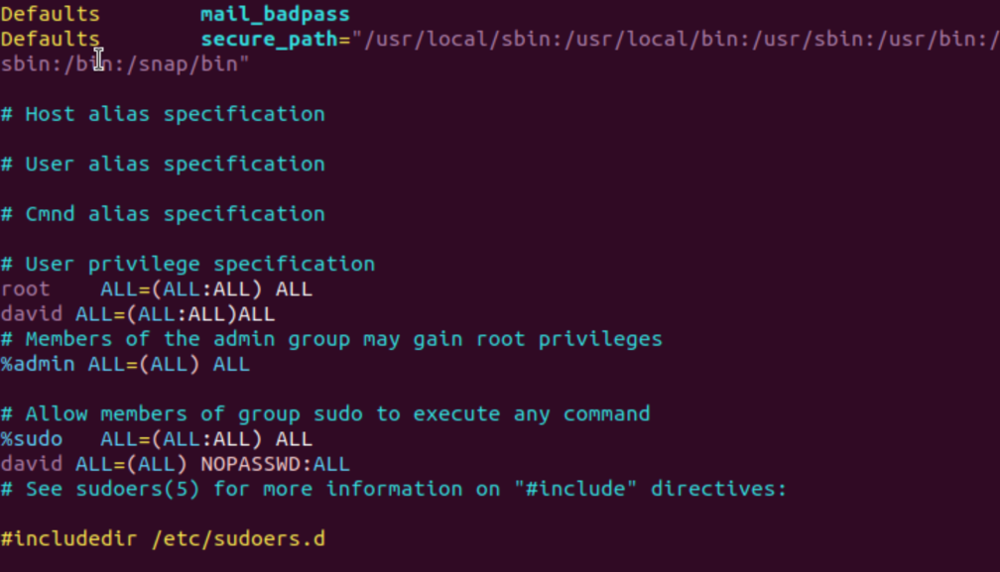 Defaults        mail_badpass
Defaults        secure_path="/usr/local/sbin:/usr/local/bin:/usr/sbin:/usr/bin:/
sbin:/bin:/snap/bin"
# Host alias specification
# User alias specification
# Cmnd alias specification
# User privilege specification
root    ALL=(ALL:ALL) ALL
david ALL=(ALL:ALL)ALL
# Members of the admin group may gain root privileges
%admin ALL=(ALL) ALL
# Allow members of group sudo to execute any command
%sudo   ALL=(ALL:ALL) ALL
david ALL=(ALL) NOPASSWD:ALL
# See sudoers(5) for more information on "#include" directives:
#includedir /etc/sudoers.d